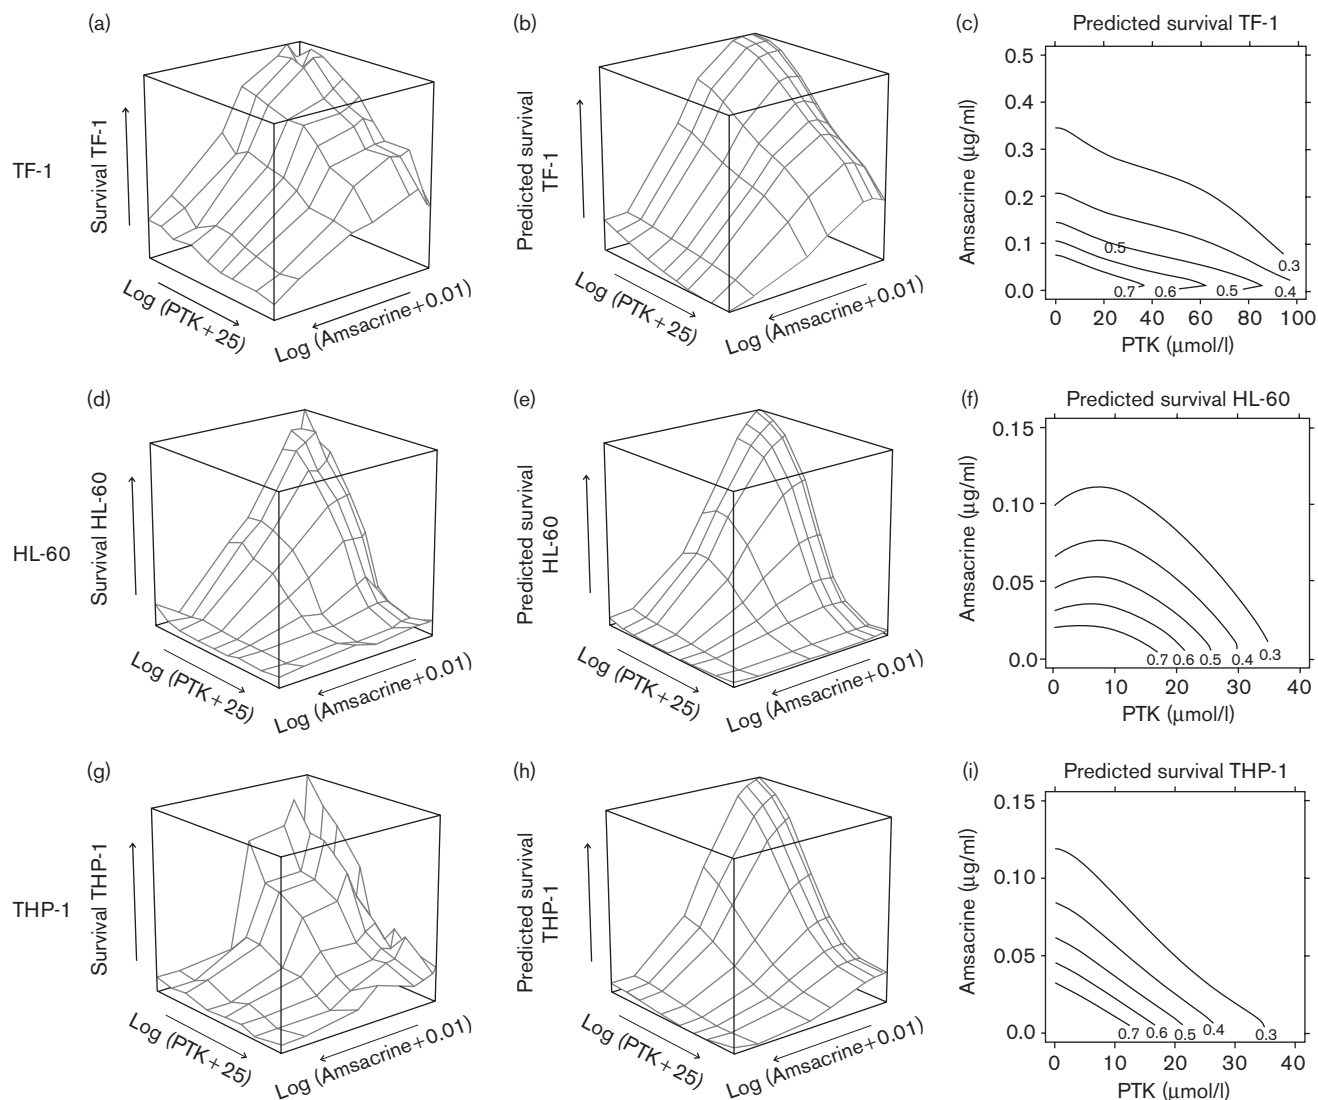 (a)
(b)
(c)
Predicted survival TF-1
TF-1
Survival TF-1
Log (PTK+25)
Log (Amsacrine+0.01)
Predicted survival
TF-1
Log (PTK+25)
Log (Amsacrine+0.01)
Amsacrine (μg/ml)
0.5
0.4
0.3
0.2
0.1
0.0
0.5
0.3
0.7
0.6
0.5
0.4
0 20 40 60 80 100
PTK (μmol/l)
(d)
(e)
(f)
Predicted survival HL-60
HL-60
Survival HL-60
Log (PTK+25)
Log (Amsacrine+0.01)
Predicted survival
HL-60
Log (PTK+25)
Log (Amsacrine+0.01)
Amsacrine (μg/ml)
0.15
0.10
0.05
0.0
0.7 0.6 0.5 0.4 0.3
0 10 20 30 40
PTK (μmol/l)
(g)
(h)
(i)
Predicted survival THP-1
THP-1
Survival THP-1
Log (PTK+25)
Log (Amsacrine+0.01)
Predicted survival
THP-1
Log (PTK+25)
Log (Amsacrine+0.01)
Amsacrine (μg/ml)
0.15
0.10
0.05
0.0
0.7 0.6 0.5 0.4 0.3
0 10 20 30 40
PTK (μmol/l)